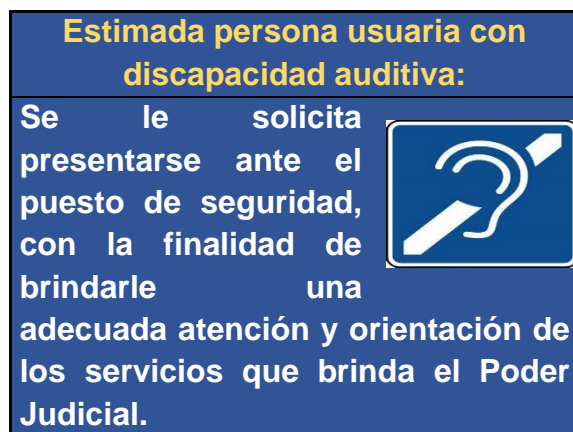 Estimada persona usuaria con
discapacidad auditiva:
Se le solicita
presentarse ante el
puesto de seguridad,
con la finalidad de
brindarle una
adecuada atención y orientación de
los servicios que brinda el Poder
Judicial.